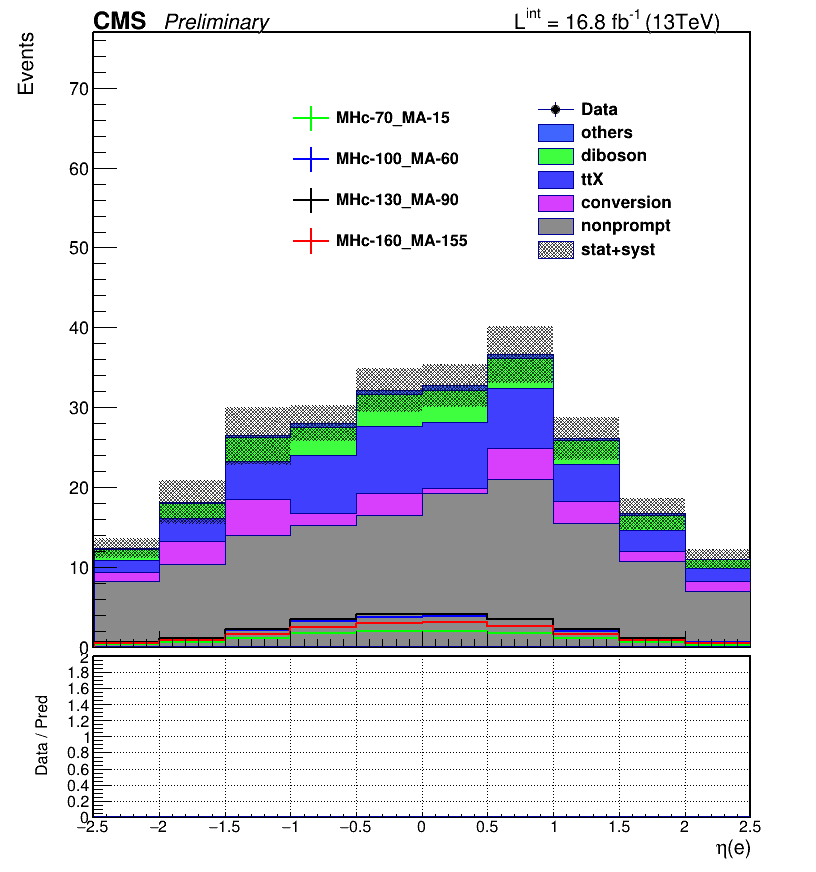 CMS Preliminary
L^int = 16.8 fb^-1 (13TeV)
Events
70
60
50
40
30
20
10
0
MHc-70_MA-15
MHc-100_MA-60
MHc-130_MA-90
MHc-160_MA-155
Data
others
diboson
ttX
conversion
nonprompt
stat+syst
Data / Pred
2
1.8
1.6
1.4
1.2
1
0.8
0.6
0.4
0.2
0
−2.5 −2 −1.5 −1 −0.5 0 0.5 1 1.5 2 2.5
η(e)